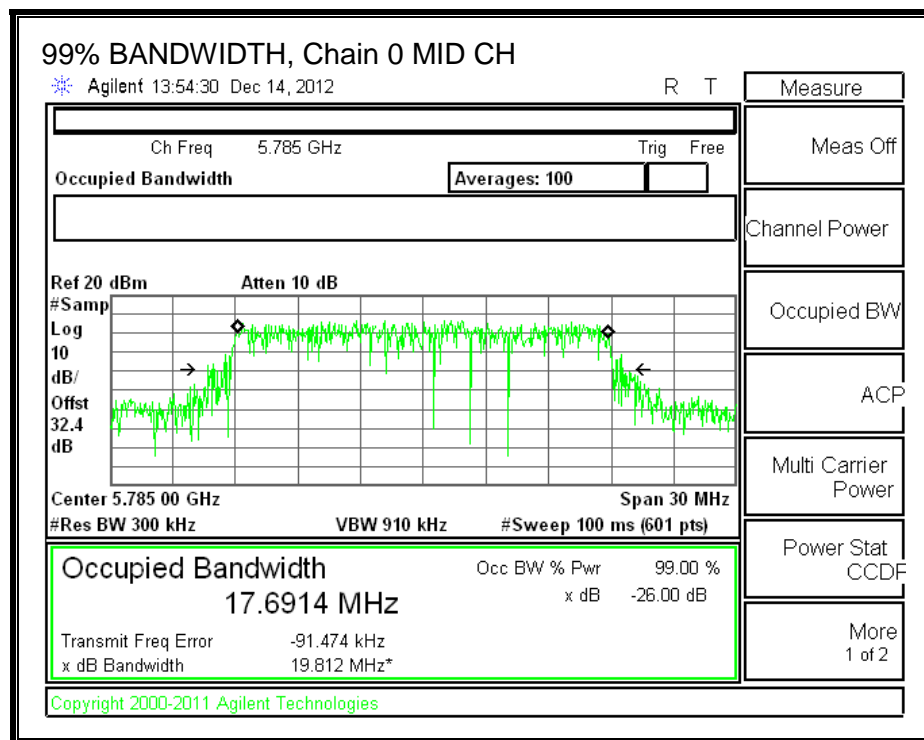 99% BANDWIDTH, Chain 0 MID CH
Agilent 13:54:30 Dec 14, 2012 R T
Measure
Ch Freq 5.785 GHz Trig Free
Meas Off
Occupied Bandwidth Averages: 100
Channel Power
Ref 20 dBm Atten 10 dB
#Samp
Log
10
dB/
Offst
32.4
dB
Occupied BW
ACP
Multi Carrier
Power
Center 5.785 00 GHz Span 30 MHz
#Res BW 300 kHz VBW 910 kHz #Sweep 100 ms (601 pts)
Power Stat
CCDF
Occupied Bandwidth Occ BW % Pwr 99.00 %
17.6914 MHz x dB -26.00 dB
Transmit Freq Error -91.474 kHz
x dB Bandwidth 19.812 MHz*
More
1 of 2
Copyright 2000-2011 Agilent Technologies